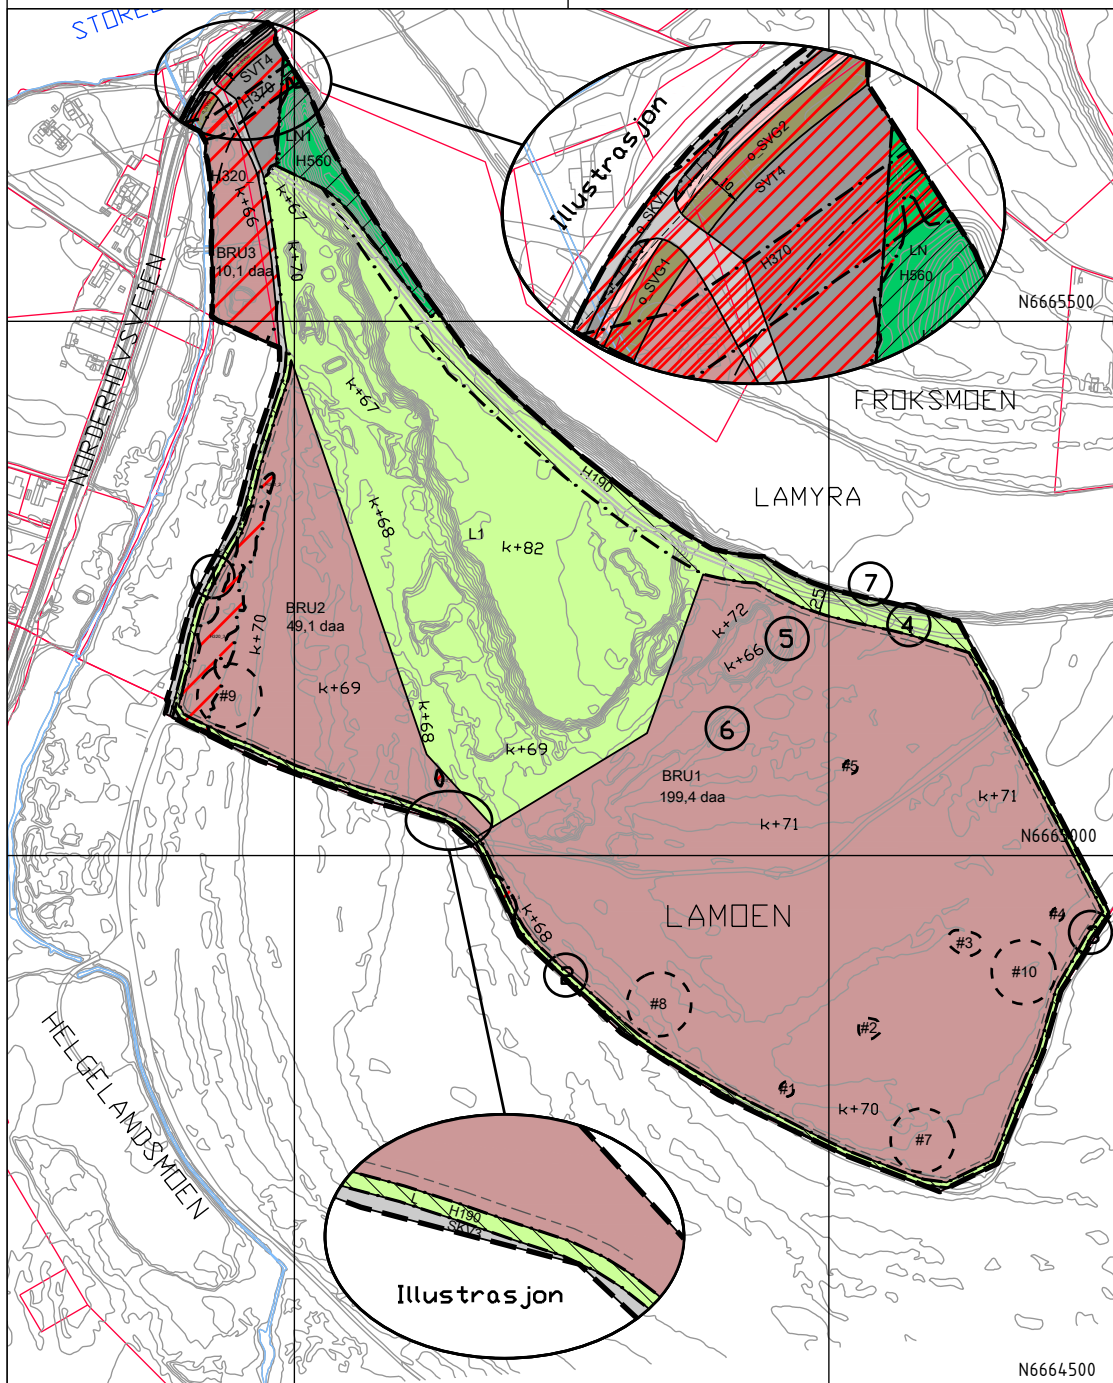 SVT4
H370
LN1
H560
H320
k+66
k+67
BRU3
10,1 daa
k+70
NORDERHOVSVEIEN
Illustrasjon
o_SKV1
o_SVG2
SVT4
10
o_SVG1
H370
LN
H560
N6665500
FROKSMOEN
LAMYRA
k+67
k+68
L1
k+82
H190
25
7
4
5
6
k+72
k+66
BRU2
49,1 daa
k+70
k+69
#9
k+68
k+69
BRU1
199,4 daa
#5
k+71
k+71
N6665000
LAMOEN
k+68
2
#8
#3
#4
#10
#2
#1
k+70
#7
HELGELANDSMOEN
L
H190
Illustrasjon
N6664500